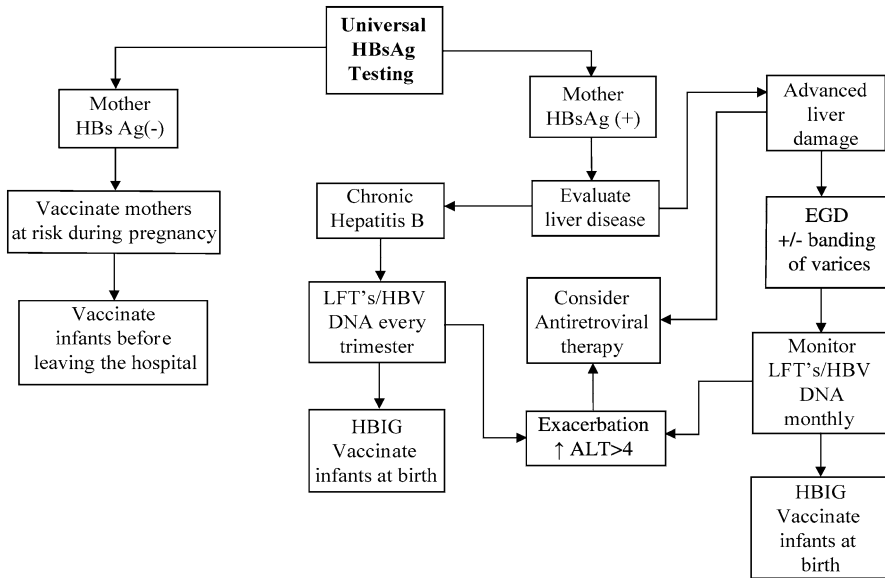 Universal
HBsAg
Testing
Mother
HBs Ag(-)
Mother
HBsAg (+)
Advanced
liver
damage
Vaccinate mothers
at risk during pregnancy
Chronic
Hepatitis B
Evaluate
liver disease
EGD
+/- banding
of varices
Vaccinate
infants before
leaving the hospital
LFT's/HBV
DNA every
trimester
Consider
Antiretroviral
therapy
Monitor
LFT's/HBV
DNA
monthly
HBIG
Vaccinate
infants at birth
Exacerbation
↑ ALT>4
HBIG
Vaccinate
infants at
birth